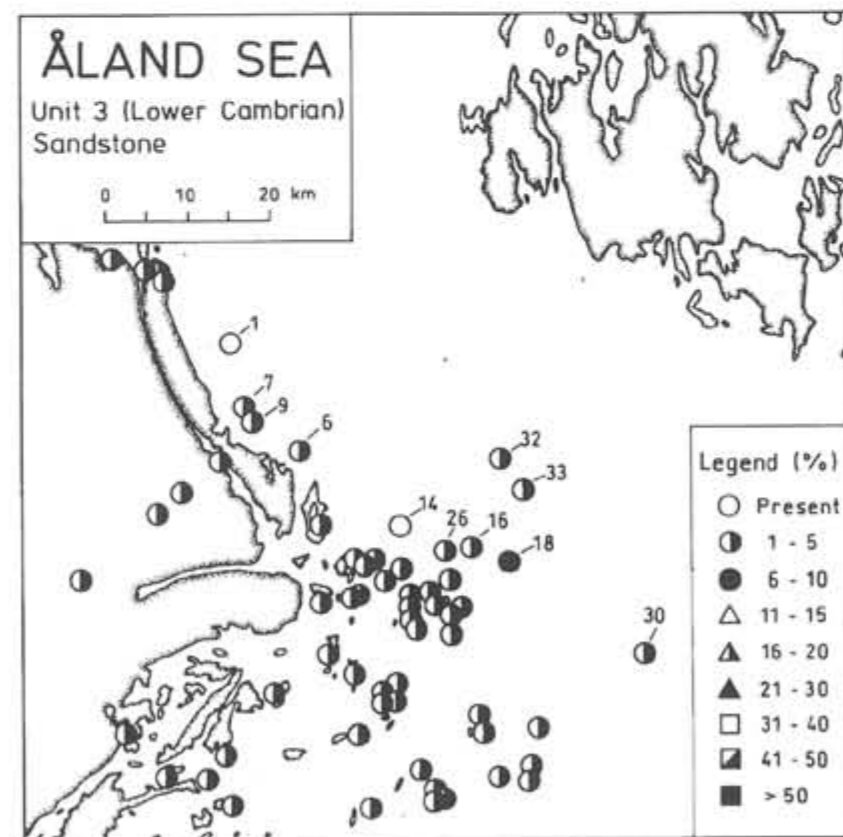 ÅLAND SEA
Unit 3 (Lower Cambrian)
Sandstone
0 10 20 km
1
7
9
6
32
33
14
26
16
18
30
Legend (%)
Present
1 - 5
6 - 10
11 - 15
16 - 20
21 - 30
31 - 40
41 - 50
> 50